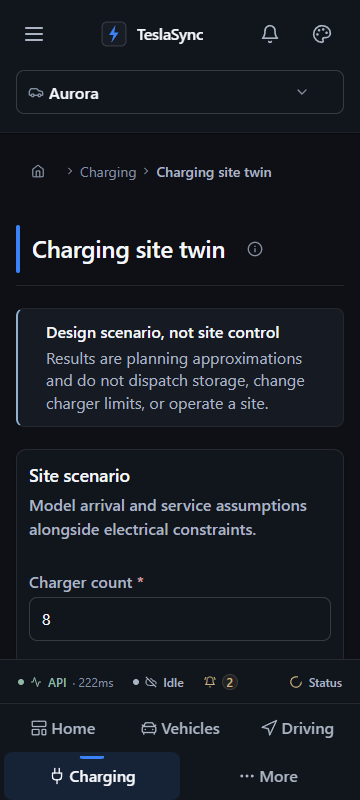 TeslaSync
Aurora
Charging
Charging site twin
Charging site twin
Design scenario, not site control
Results are planning approximations
and do not dispatch storage, change
charger limits, or operate a site.
Site scenario
Model arrival and service assumptions
alongside electrical constraints.
Charger count *
8
API · 222ms
Idle
2
Status
Home
Vehicles
Driving
Charging
More